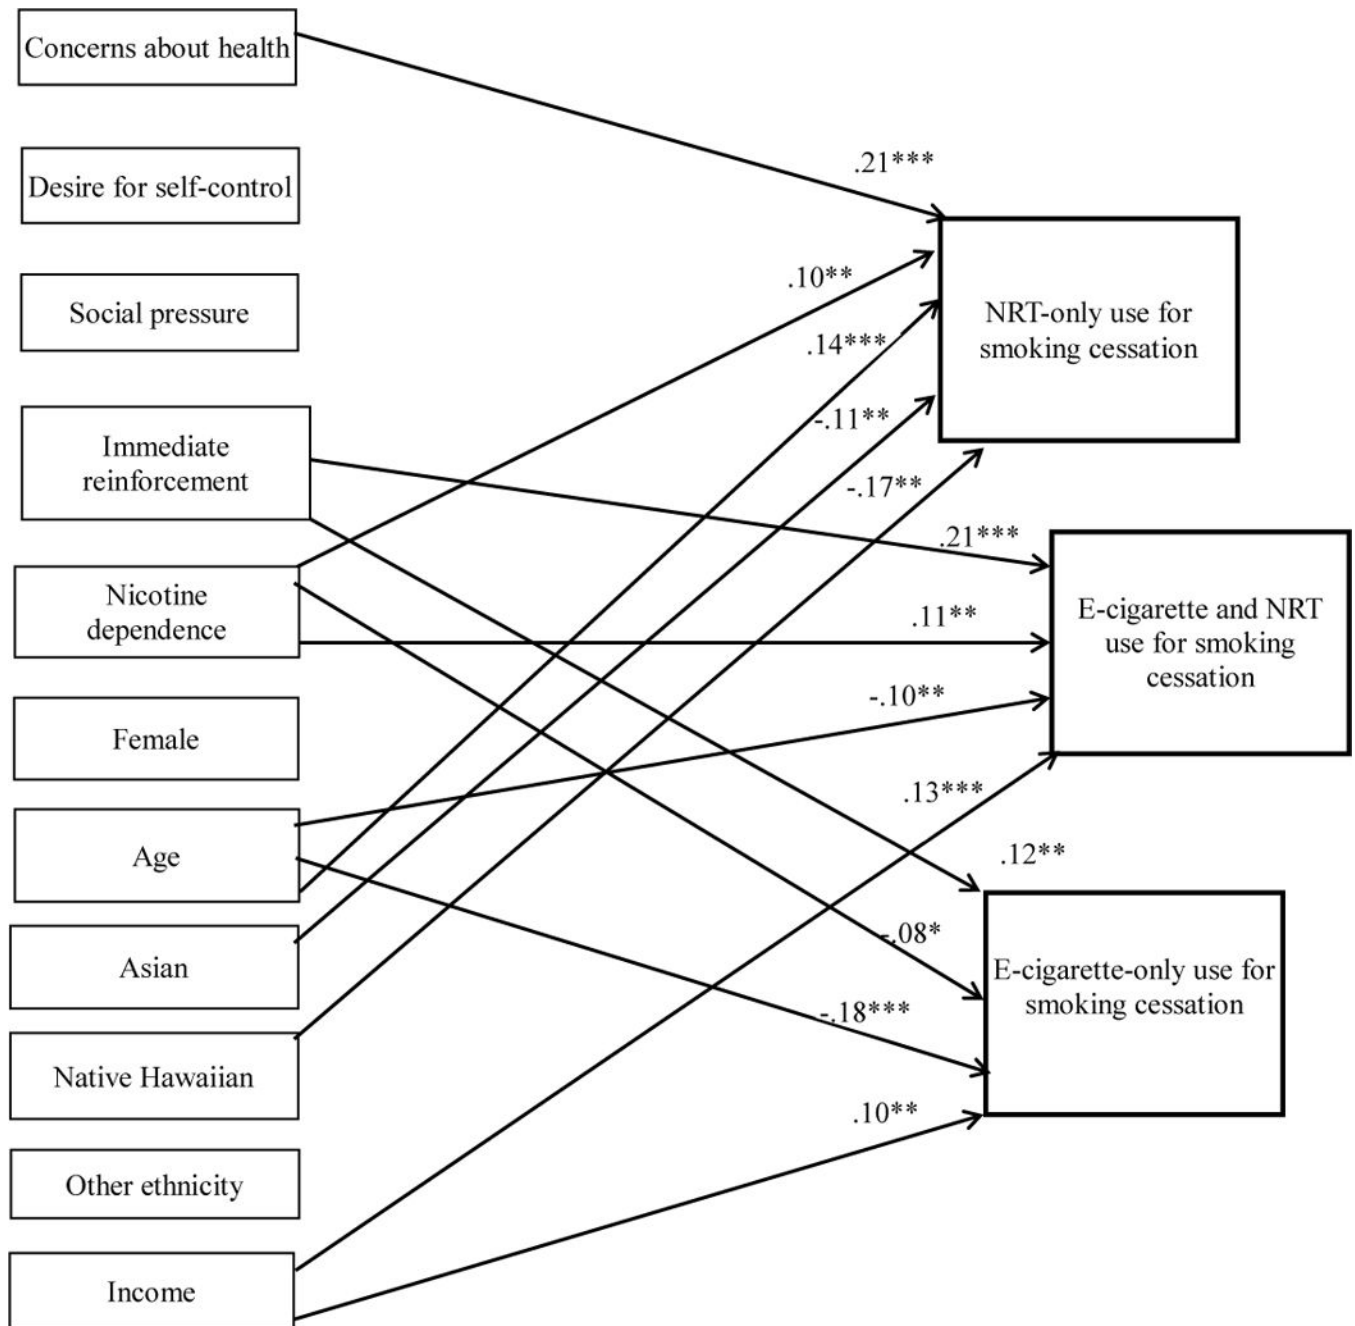 Concerns about health
Desire for self-control
Social pressure
Immediate
reinforcement
Nicotine
dependence
Female
Age
Asian
Native Hawaiian
Other ethnicity
Income
.21***
.10**
.14***
-.11**
-.17**
.21***
.11**
-.10**
.13***
.12**
-.08*
-.18***
.10**
NRT-only use for
smoking cessation
E-cigarette and NRT
use for smoking
cessation
E-cigarette-only use for
smoking cessation